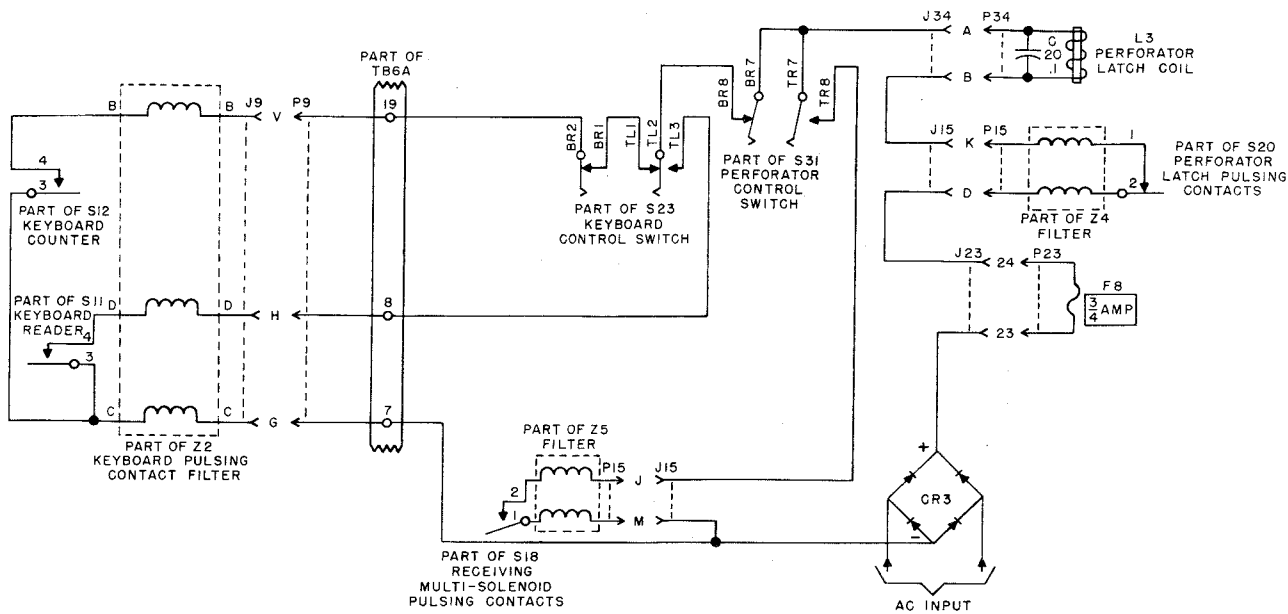 PART OF
TB6A
B
B
J9
P9
V
19
4
3
PART OF S12
KEYBOARD
COUNTER
PART OF S11
KEYBOARD
READER
4
3
D
D
H
8
C
C
G
7
PART OF Z2
KEYBOARD PULSING
CONTACT FILTER
BR2
BR1
TL1
TL2
TL3
PART OF S23
KEYBOARD
CONTROL SWITCH
BR8
BR7
TR7
TR8
PART OF S31
PERFORATOR
CONTROL
SWITCH
J34
P34
A
B
C
20
.1
L3
PERFORATOR
LATCH COIL
J15
P15
K
D
1
2
PART OF Z4
FILTER
PART OF S20
PERFORATOR
LATCH PULSING
CONTACTS
J23
P23
24
23
F8
3/4 AMP
PART OF Z5
FILTER
P15
J15
2
1
J
M
PART OF S18
RECEIVING
MULTI-SOLENOID
PULSING CONTACTS
+
CR3
-
AC INPUT